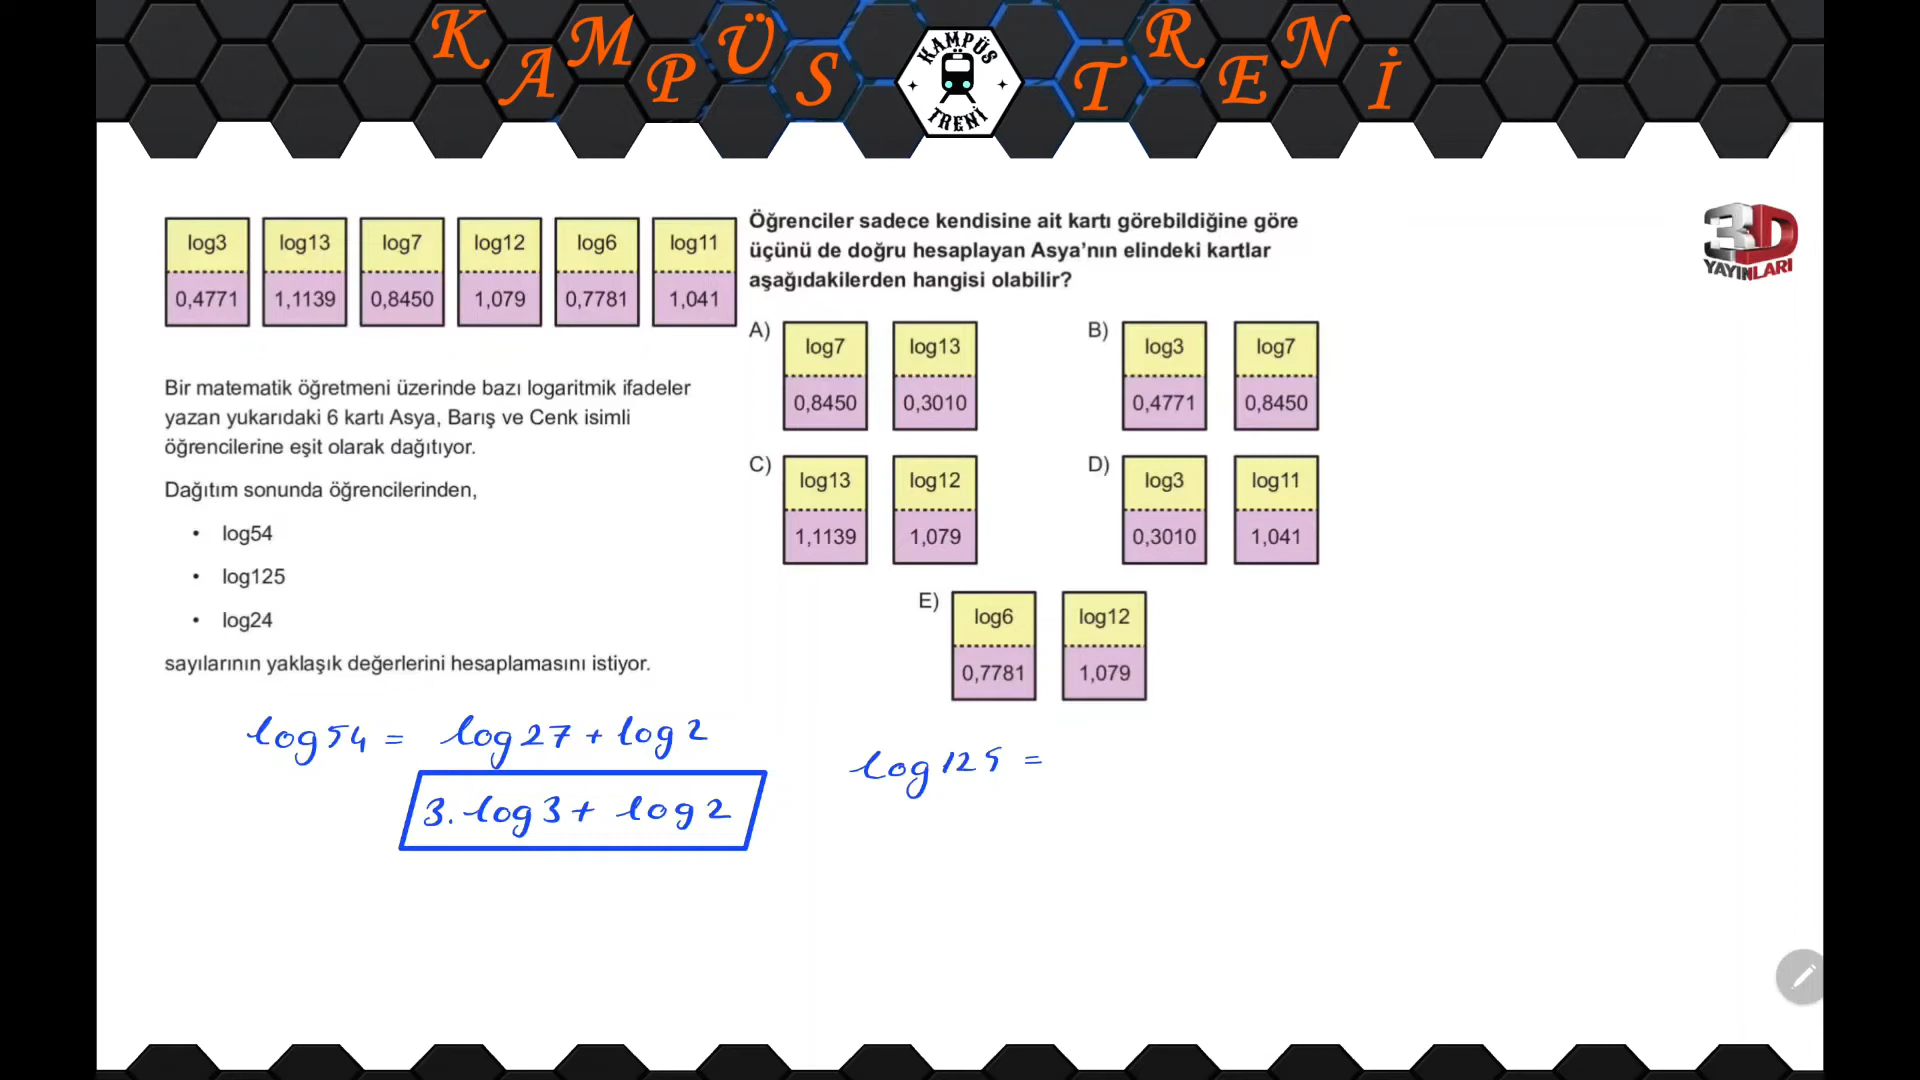 KAMPÜS TRENİ
KAMPÜS
TRENİ
3D
YAYINLARI
log3 log13 log7 log12 log6 log11
0,4771 1,1139 0,8450 1,079 0,7781 1,041
Bir matematik öğretmeni üzerinde bazı logaritmik ifadeler
yazan yukarıdaki 6 kartı Asya, Barış ve Cenk isimli
öğrencilerine eşit olarak dağıtıyor.
Dağıtım sonunda öğrencilerinden,
• log54
• log125
• log24
sayılarının yaklaşık değerlerini hesaplamasını istiyor.
Öğrenciler sadece kendisine ait kartı görebildiğine göre
üçünü de doğru hesaplayan Asya'nın elindeki kartlar
aşağıdakilerden hangisi olabilir?
A) log7 log13
0,8450 0,3010
B) log3 log7
0,4771 0,8450
C) log13 log12
1,1139 1,079
D) log3 log11
0,3010 1,041
E) log6 log12
0,7781 1,079
log54 = log27 + log2
3. log3 + log2
log125 =